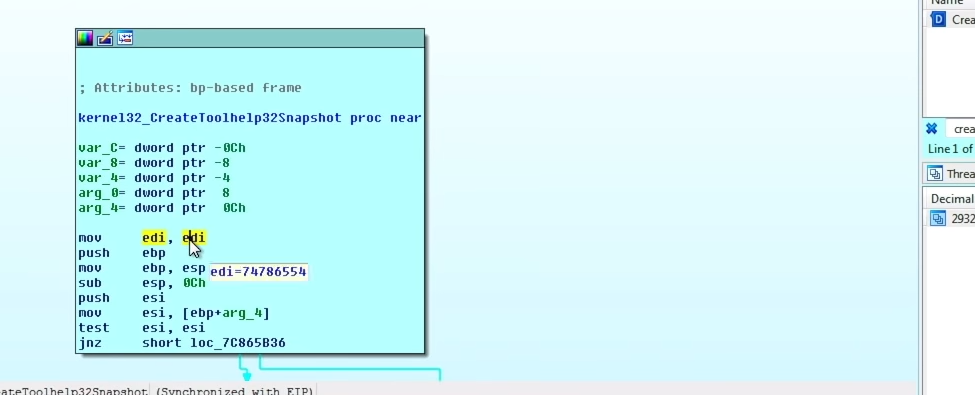 ; Attributes: bp-based frame
kernel32_CreateToolhelp32Snapshot proc near
var_C= dword ptr -0Ch
var_8= dword ptr -8
var_4= dword ptr -4
arg_0= dword ptr  8
arg_4= dword ptr  0Ch
mov     edi, edi
push    ebp
mov     ebp, esp
edi=74786554
sub     esp, 0Ch
push    esi
mov     esi, [ebp+arg_4]
test    esi, esi
jnz     short loc_7C865B36
eateToolhelp32Snapshot (Synchronized with EIP)
Name
D Crea
crea
Line 1 of
Threa
Decimal
2932